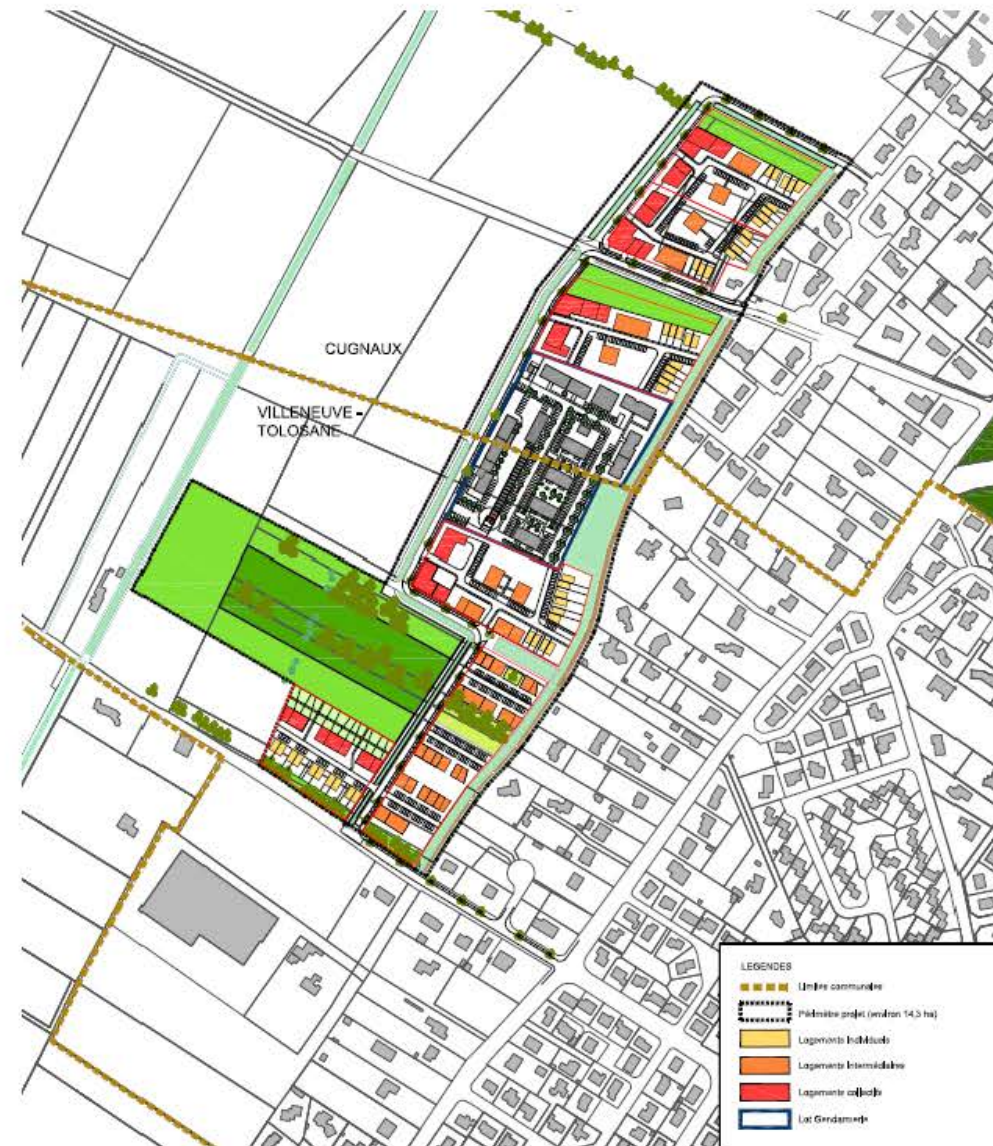 CUGNAUX
VILLENEUVE -
TOLOSANE
LEGENDES
Limites communales
Périmètre projet (environ 14,3 ha)
Logements Individuels
Logements Intermédiaires
Logements collectifs
Lot Gendarmerie